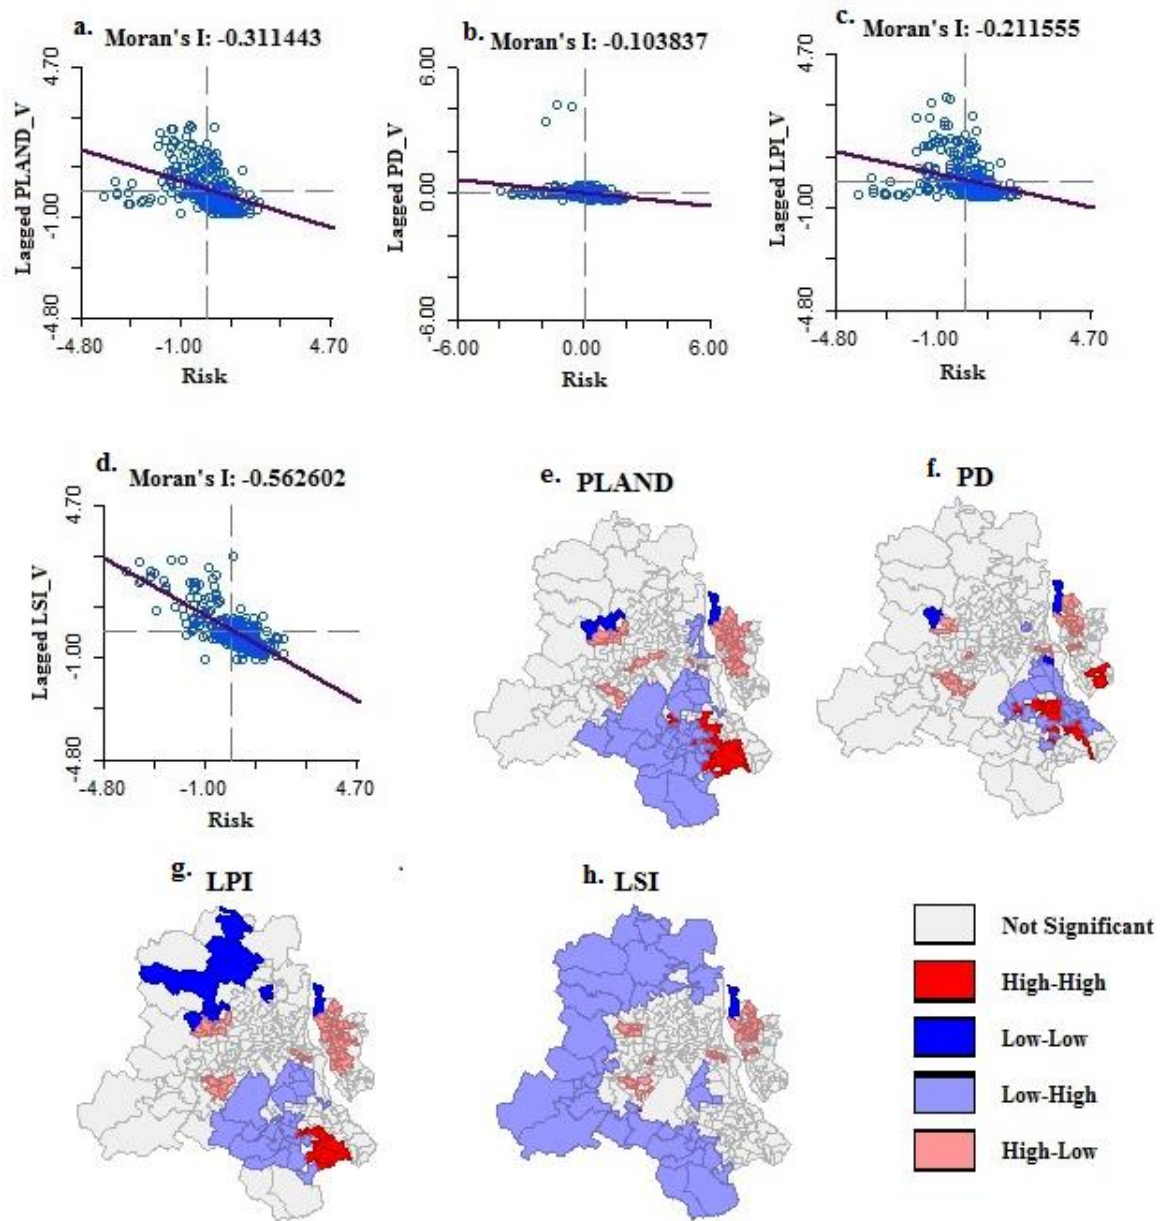 a. Moran's I: -0.311443
4.70
-1.00
-4.80
Lagged PLAND_V
-4.80 -1.00 4.70
Risk
b. Moran's I: -0.103837
6.00
0.00
-6.00
Lagged PD_V
-6.00 0.00 6.00
Risk
c. Moran's I: -0.211555
4.70
-1.00
-4.80
Lagged LPI_V
-4.80 -1.00 4.70
Risk
d. Moran's I: -0.562602
4.70
-1.00
-4.80
Lagged LSI_V
-4.80 -1.00 4.70
Risk
e. PLAND
f. PD
g. LPI
h. LSI
Not Significant
High-High
Low-Low
Low-High
High-Low